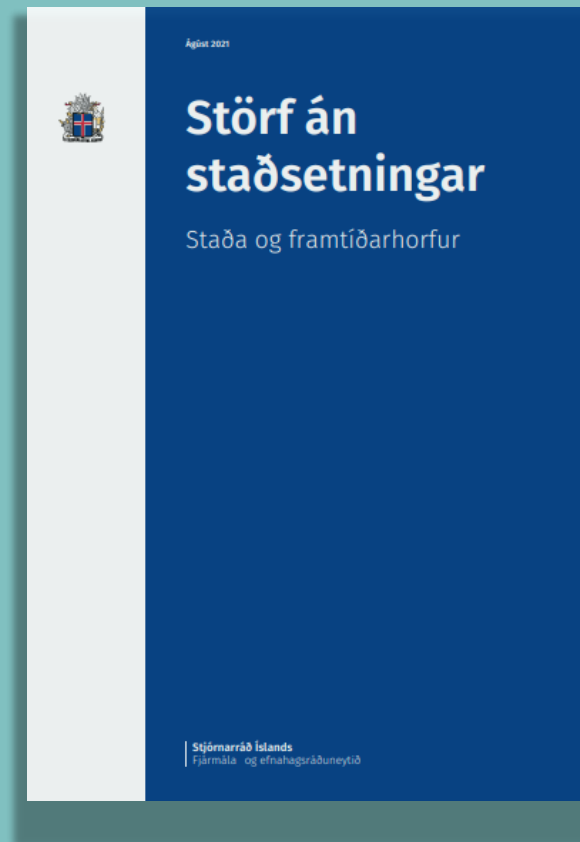 Ágúst 2021
Störf án
staðsetningar
Staða og framtíðarhorfur
Stjórnarráð Íslands
Fjármála og efnahagsráðuneytið